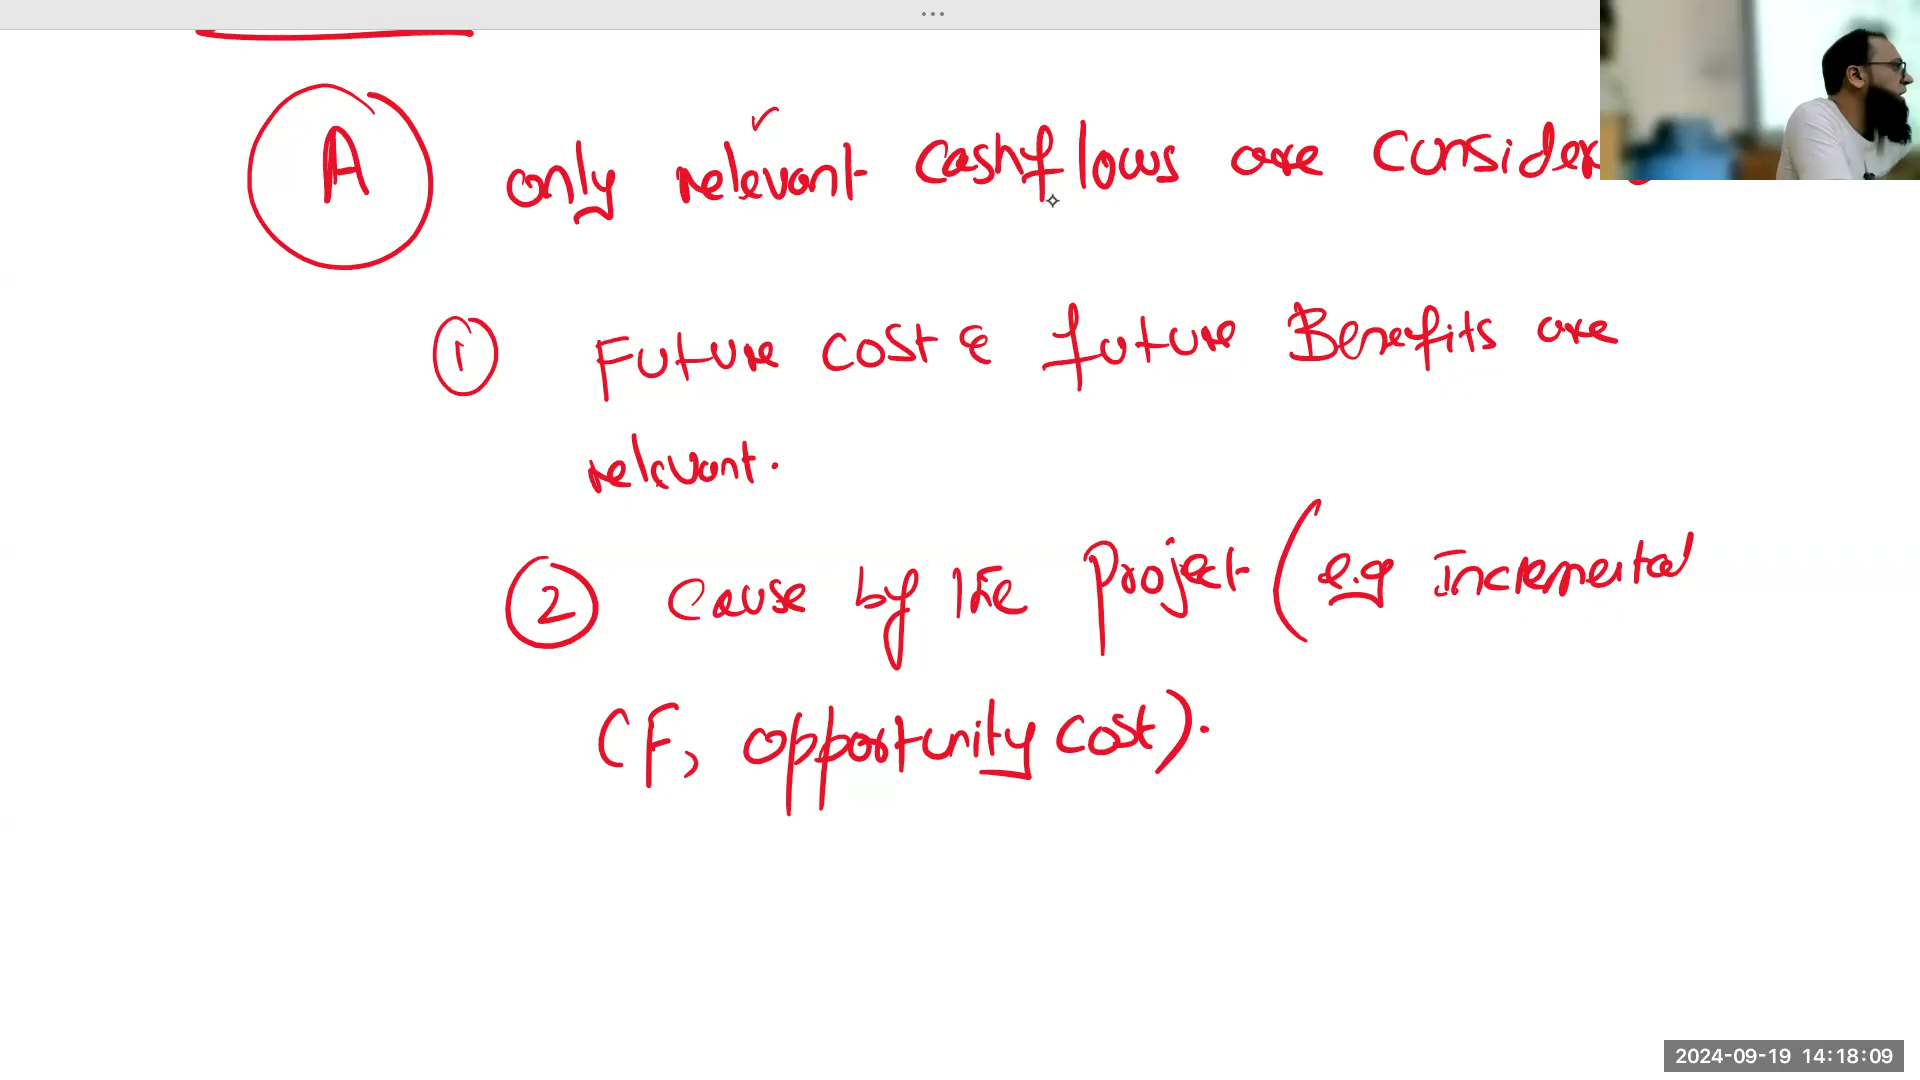 A only relevant cashflows are consider
1 Future cost & future Benefits are
relevant.
2 cause by the Project (e.g incremental
CF, opportunity cost).
2024-09-19 14:18:09